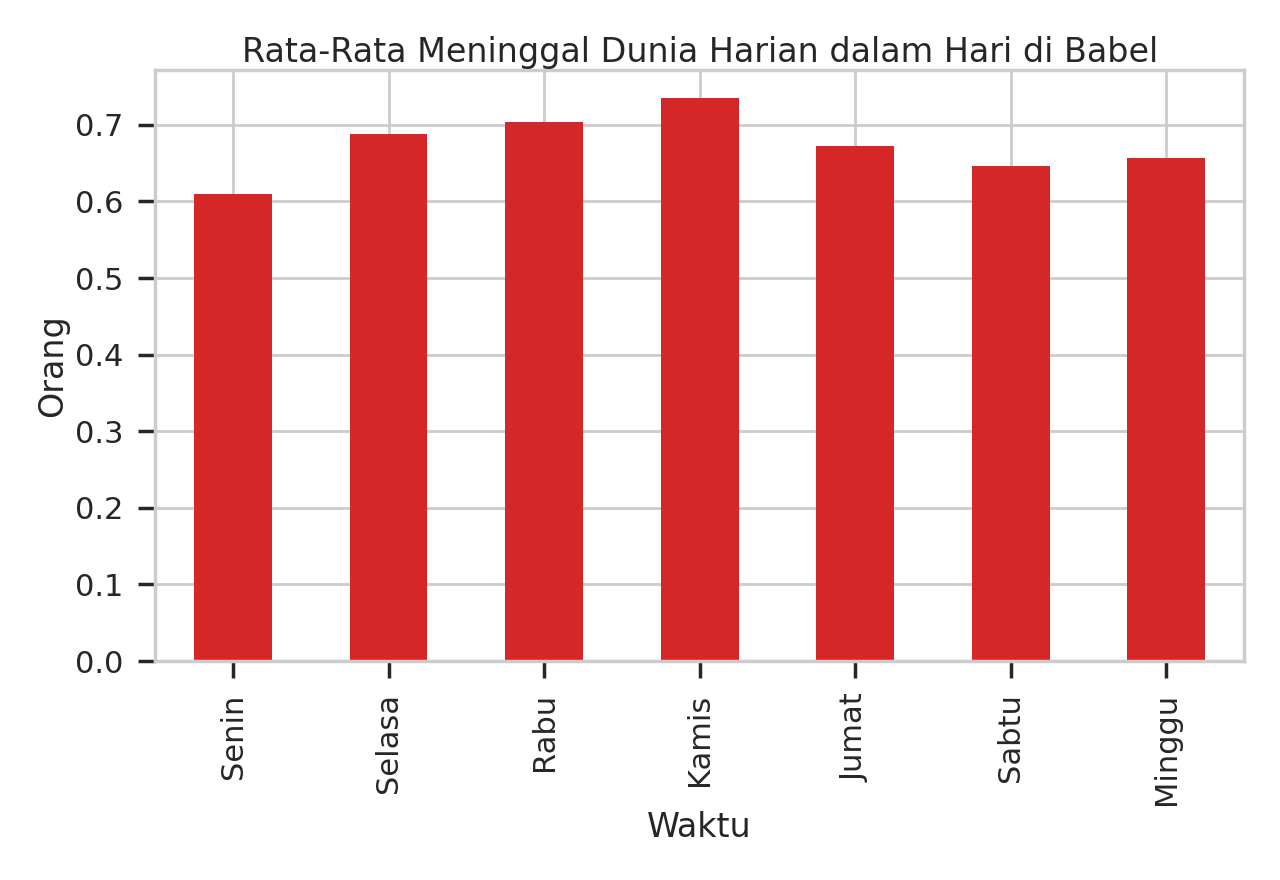 Rata-Rata Meninggal Dunia Harian dalam Hari di Babel
Orang
0.7
0.6
0.5
0.4
0.3
0.2
0.1
0.0
Senin
Selasa
Rabu
Kamis
Jumat
Sabtu
Minggu
Waktu